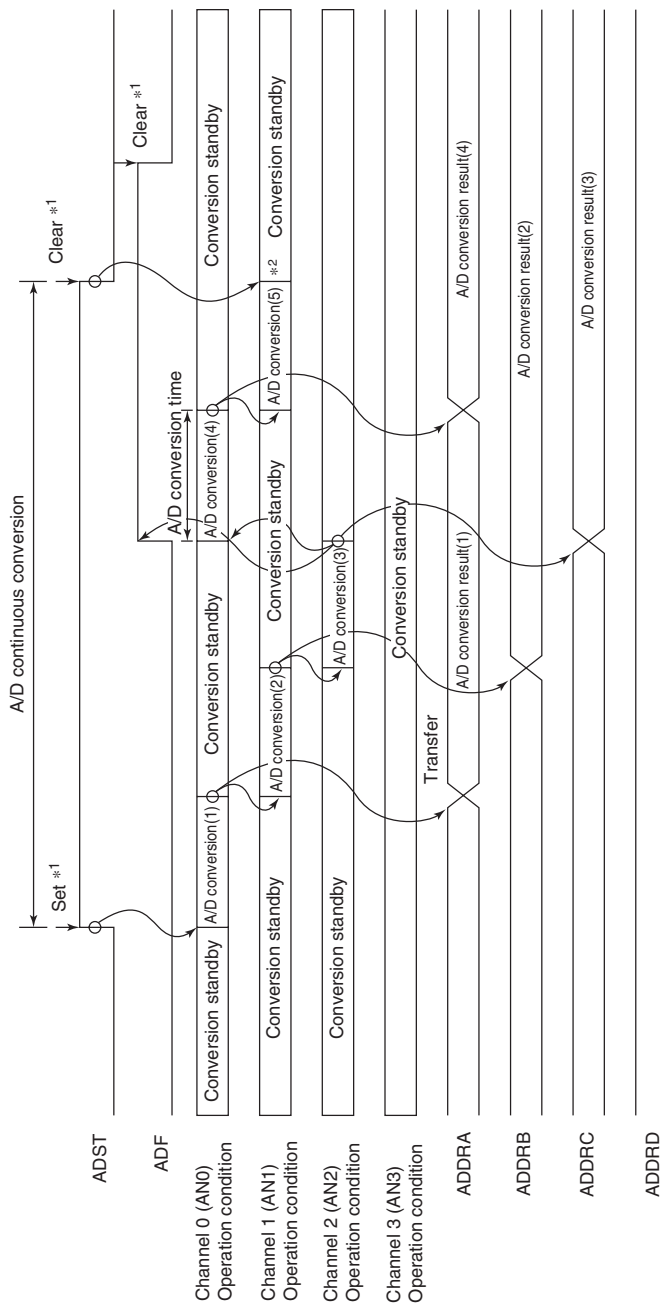 A/D continuous conversion
Set *1
Clear *1
Clear *1
ADST
ADF
A/D conversion time
Channel 0 (AN0)
Operation condition
Conversion standby
A/D conversion(1)
Conversion standby
A/D conversion(4)
Conversion standby
Channel 1 (AN1)
Operation condition
Conversion standby
A/D conversion(2)
Conversion standby
A/D conversion(5)
*2
Conversion standby
Channel 2 (AN2)
Operation condition
Conversion standby
A/D conversion(3)
Channel 3 (AN3)
Operation condition
Conversion standby
Transfer
ADDRA
A/D conversion result(1)
A/D conversion result(4)
ADDRB
A/D conversion result(2)
ADDRC
A/D conversion result(3)
ADDRD